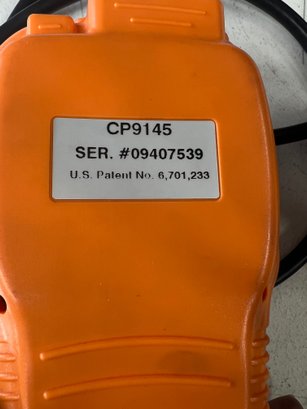 CP9145
SER. #09407539
U.S. Patent No. 6,701,233